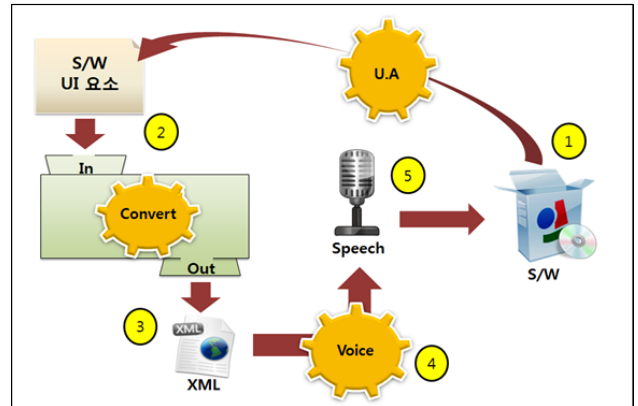 S/W
UI 요소
U.A
1
2
In
Convert
Out
5
Speech
S/W
3
XML
XML
Voice
4